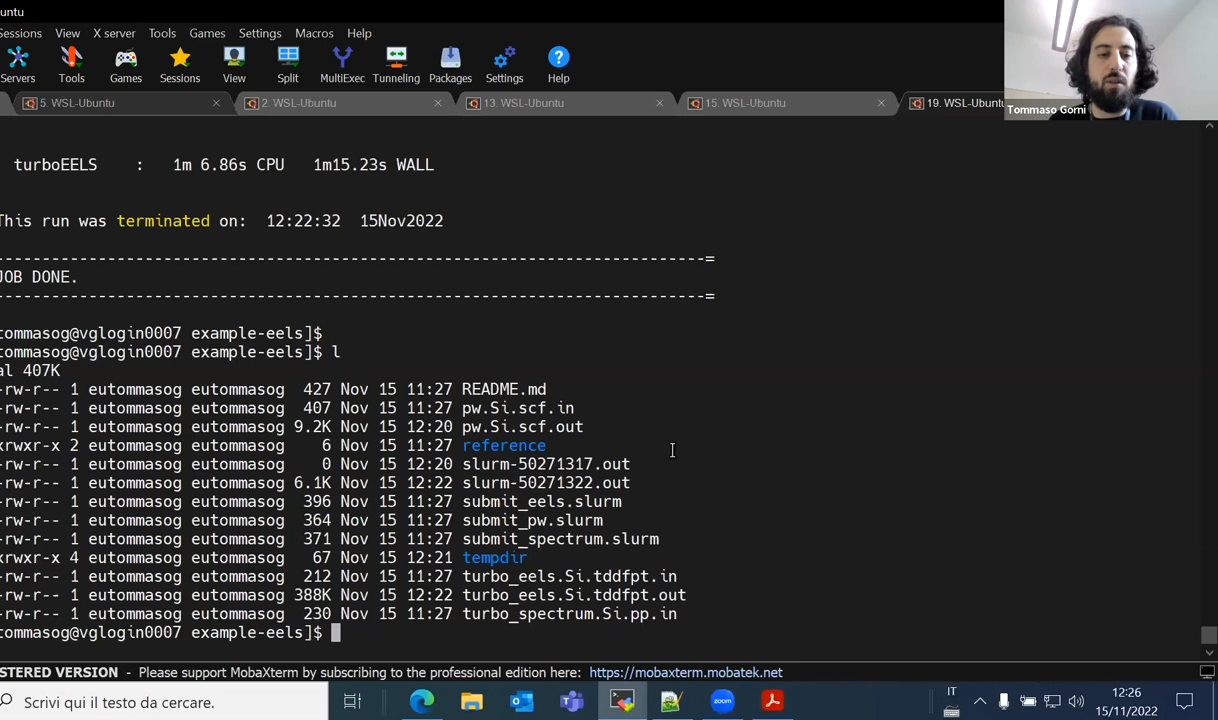 untu
Sessions View X server Tools Games Settings Macros Help
Servers Tools Games Sessions View Split MultiExec Tunneling Packages Settings Help
5. WSL-Ubuntu 2. WSL-Ubuntu 13. WSL-Ubuntu 15. WSL-Ubuntu 19. WSL-Ubuntu
Tommaso Gorni
turboEELS : 1m 6.86s CPU 1m15.23s WALL
This run was terminated on: 12:22:32 15Nov2022
------------------------------------------------------------------------------=
JOB DONE.
------------------------------------------------------------------------------=
tommasog@vglogin0007 example-eels]$
tommasog@vglogin0007 example-eels]$ l
al 407K
-rw-r-- 1 eutommasog eutommasog 427 Nov 15 11:27 README.md
-rw-r-- 1 eutommasog eutommasog 407 Nov 15 11:27 pw.Si.scf.in
-rw-r-- 1 eutommasog eutommasog 9.2K Nov 15 12:20 pw.Si.scf.out
xrwxr-x 2 eutommasog eutommasog 6 Nov 15 11:27 reference
-rw-r-- 1 eutommasog eutommasog 0 Nov 15 12:20 slurm-50271317.out
-rw-r-- 1 eutommasog eutommasog 6.1K Nov 15 12:22 slurm-50271322.out
-rw-r-- 1 eutommasog eutommasog 396 Nov 15 11:27 submit_eels.slurm
-rw-r-- 1 eutommasog eutommasog 364 Nov 15 11:27 submit_pw.slurm
-rw-r-- 1 eutommasog eutommasog 371 Nov 15 11:27 submit_spectrum.slurm
xrwxr-x 4 eutommasog eutommasog 67 Nov 15 12:21 tempdir
-rw-r-- 1 eutommasog eutommasog 212 Nov 15 11:27 turbo_eels.Si.tddfpt.in
-rw-r-- 1 eutommasog eutommasog 388K Nov 15 12:22 turbo_eels.Si.tddfpt.out
-rw-r-- 1 eutommasog eutommasog 230 Nov 15 11:27 turbo_spectrum.Si.pp.in
tommasog@vglogin0007 example-eels]$
STERED VERSION - Please support MobaXterm by subscribing to the professional edition here: https://mobaxterm.mobatek.net
Scrivi qui il testo da cercare.
zoom
IT
12:26
15/11/2022